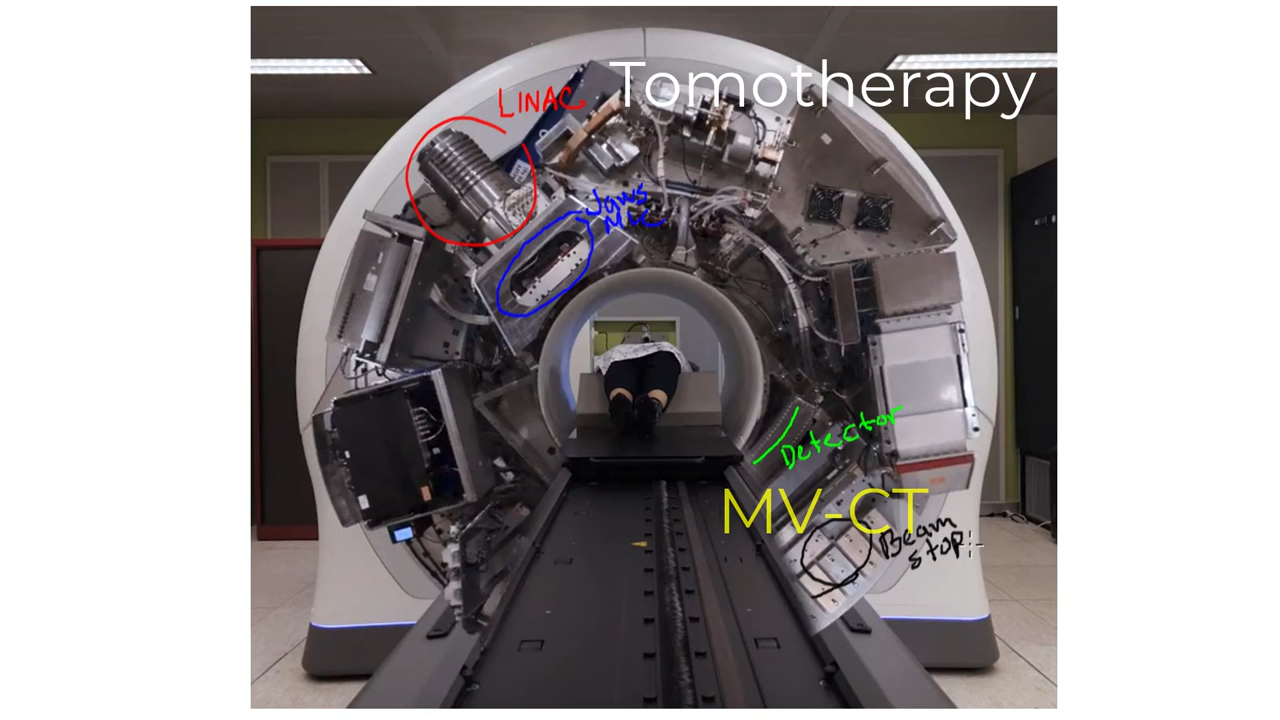 Tomotherapy
LINAC
Jaws
MLC
Detector
MV-CT
Beam
stop